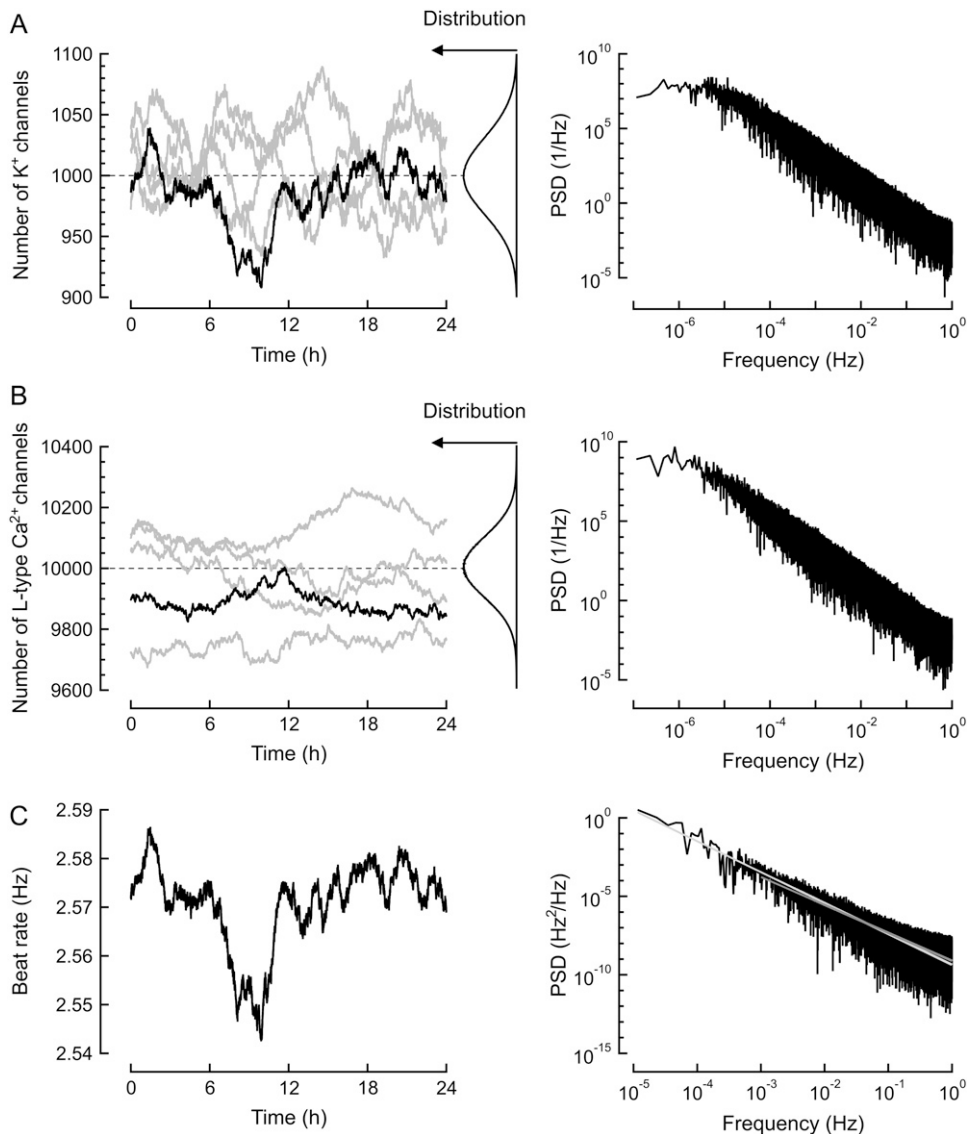 A
Distribution
Number of K⁺ channels
1100
1050
1000
950
900
0 6 12 18 24
Time (h)
PSD (1/Hz)
10¹⁰
10⁵
10⁰
10⁻⁵
10⁻⁶ 10⁻⁴ 10⁻² 10⁰
Frequency (Hz)
B
Distribution
Number of L-type Ca²⁺ channels
10400
10200
10000
9800
9600
0 6 12 18 24
Time (h)
PSD (1/Hz)
10¹⁰
10⁵
10⁰
10⁻⁵
10⁻⁶ 10⁻⁴ 10⁻² 10⁰
Frequency (Hz)
C
Beat rate (Hz)
2.59
2.58
2.57
2.56
2.55
2.54
0 6 12 18 24
Time (h)
PSD (Hz²/Hz)
10⁰
10⁻⁵
10⁻¹⁰
10⁻¹⁵
10⁻⁵ 10⁻⁴ 10⁻³ 10⁻² 10⁻¹ 10⁰
Frequency (Hz)